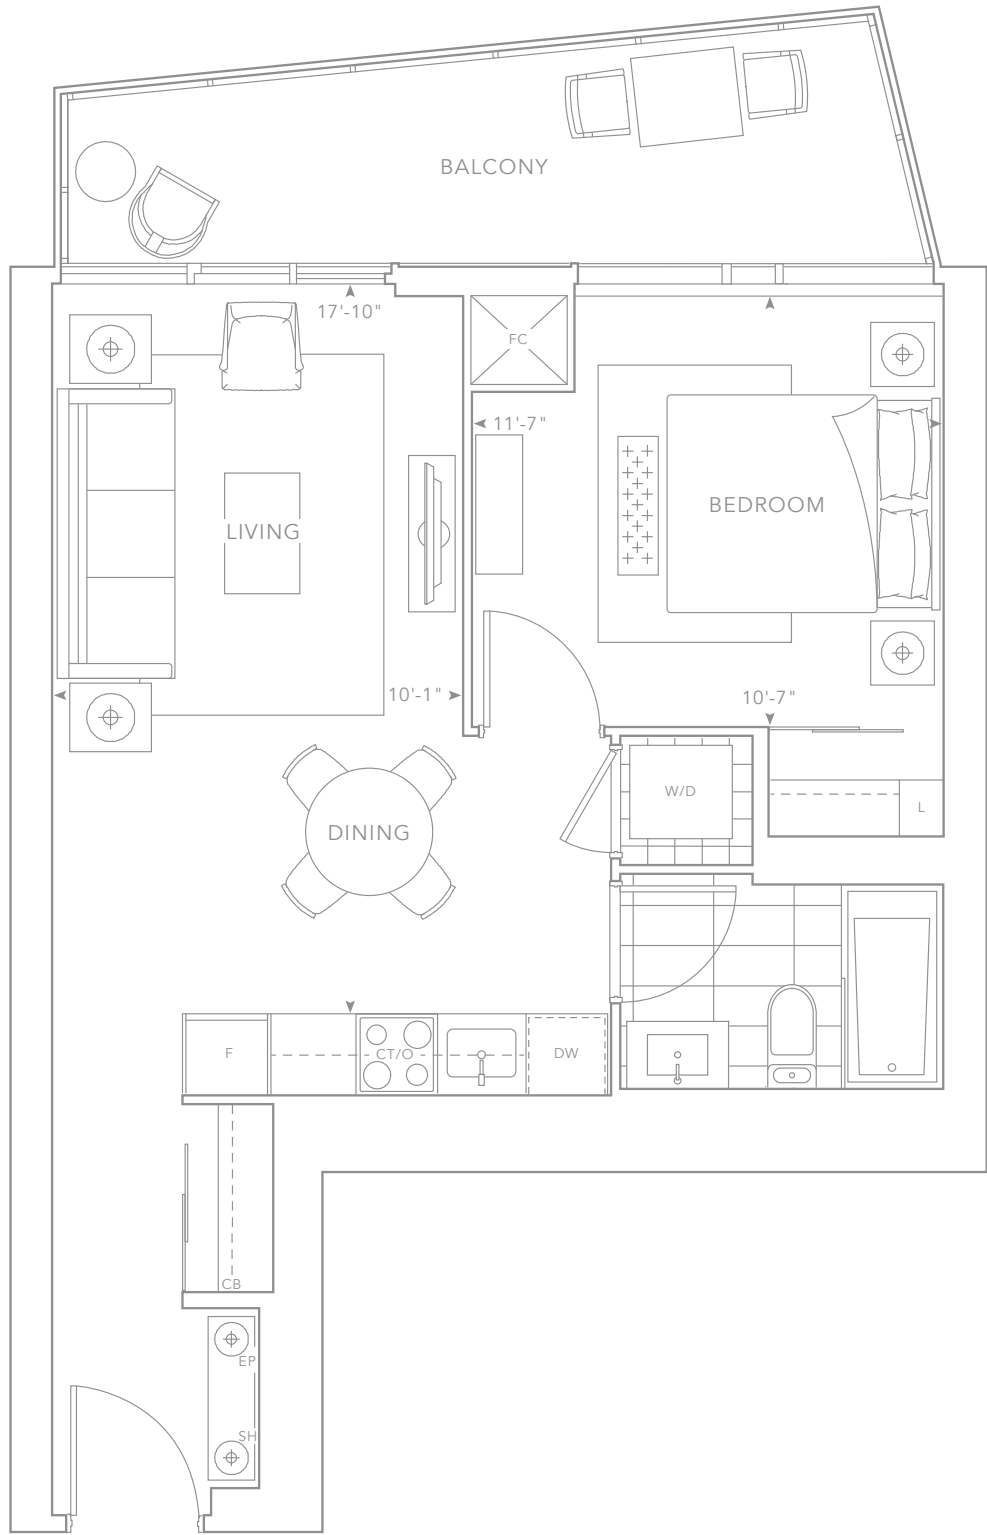 BALCONY
17'-10"
FC
11'-7"
BEDROOM
LIVING
10'-1"
10'-7"
W/D
L
DINING
F
CT/O
DW
CB
EP
SH